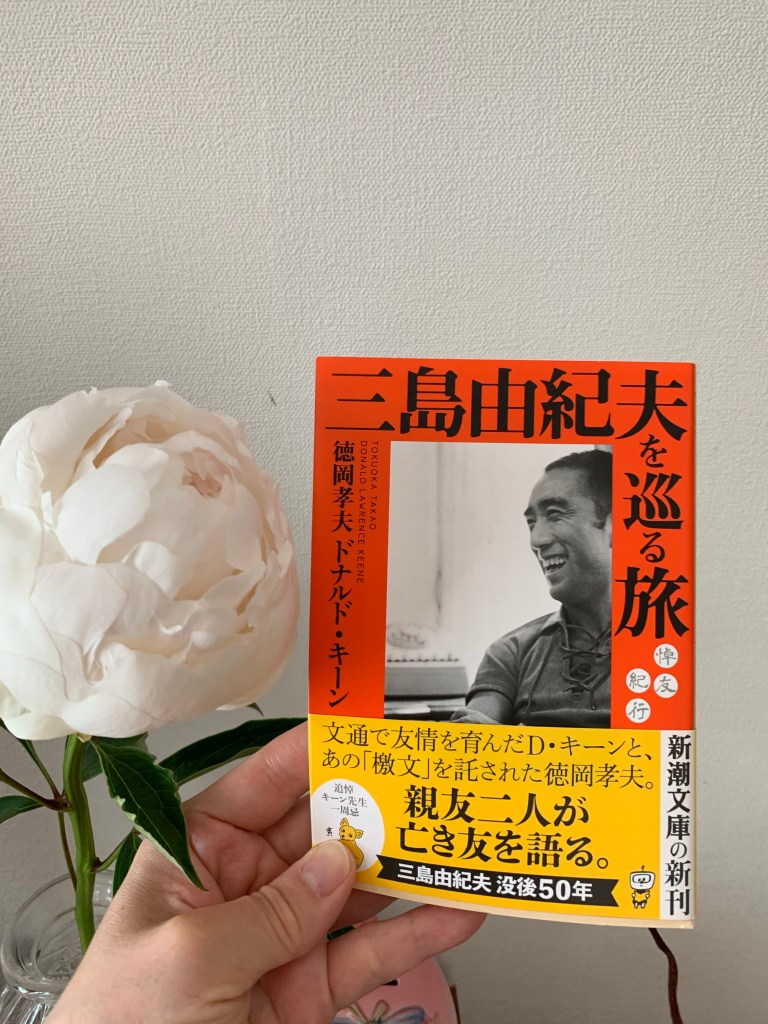 三島由紀夫
を巡る旅
悼友
紀行
徳岡孝夫 ドナルド・キーン
TOKUOKA TAKAO
DONALD LAWRENCE KEENE
文通で友情を育んだD・キーンと、
あの「檄文」を託された徳岡孝夫。
親友二人が
亡き友を語る。
三島由紀夫 没後50年
追悼
キーン先生
一周忌
新潮文庫の新刊